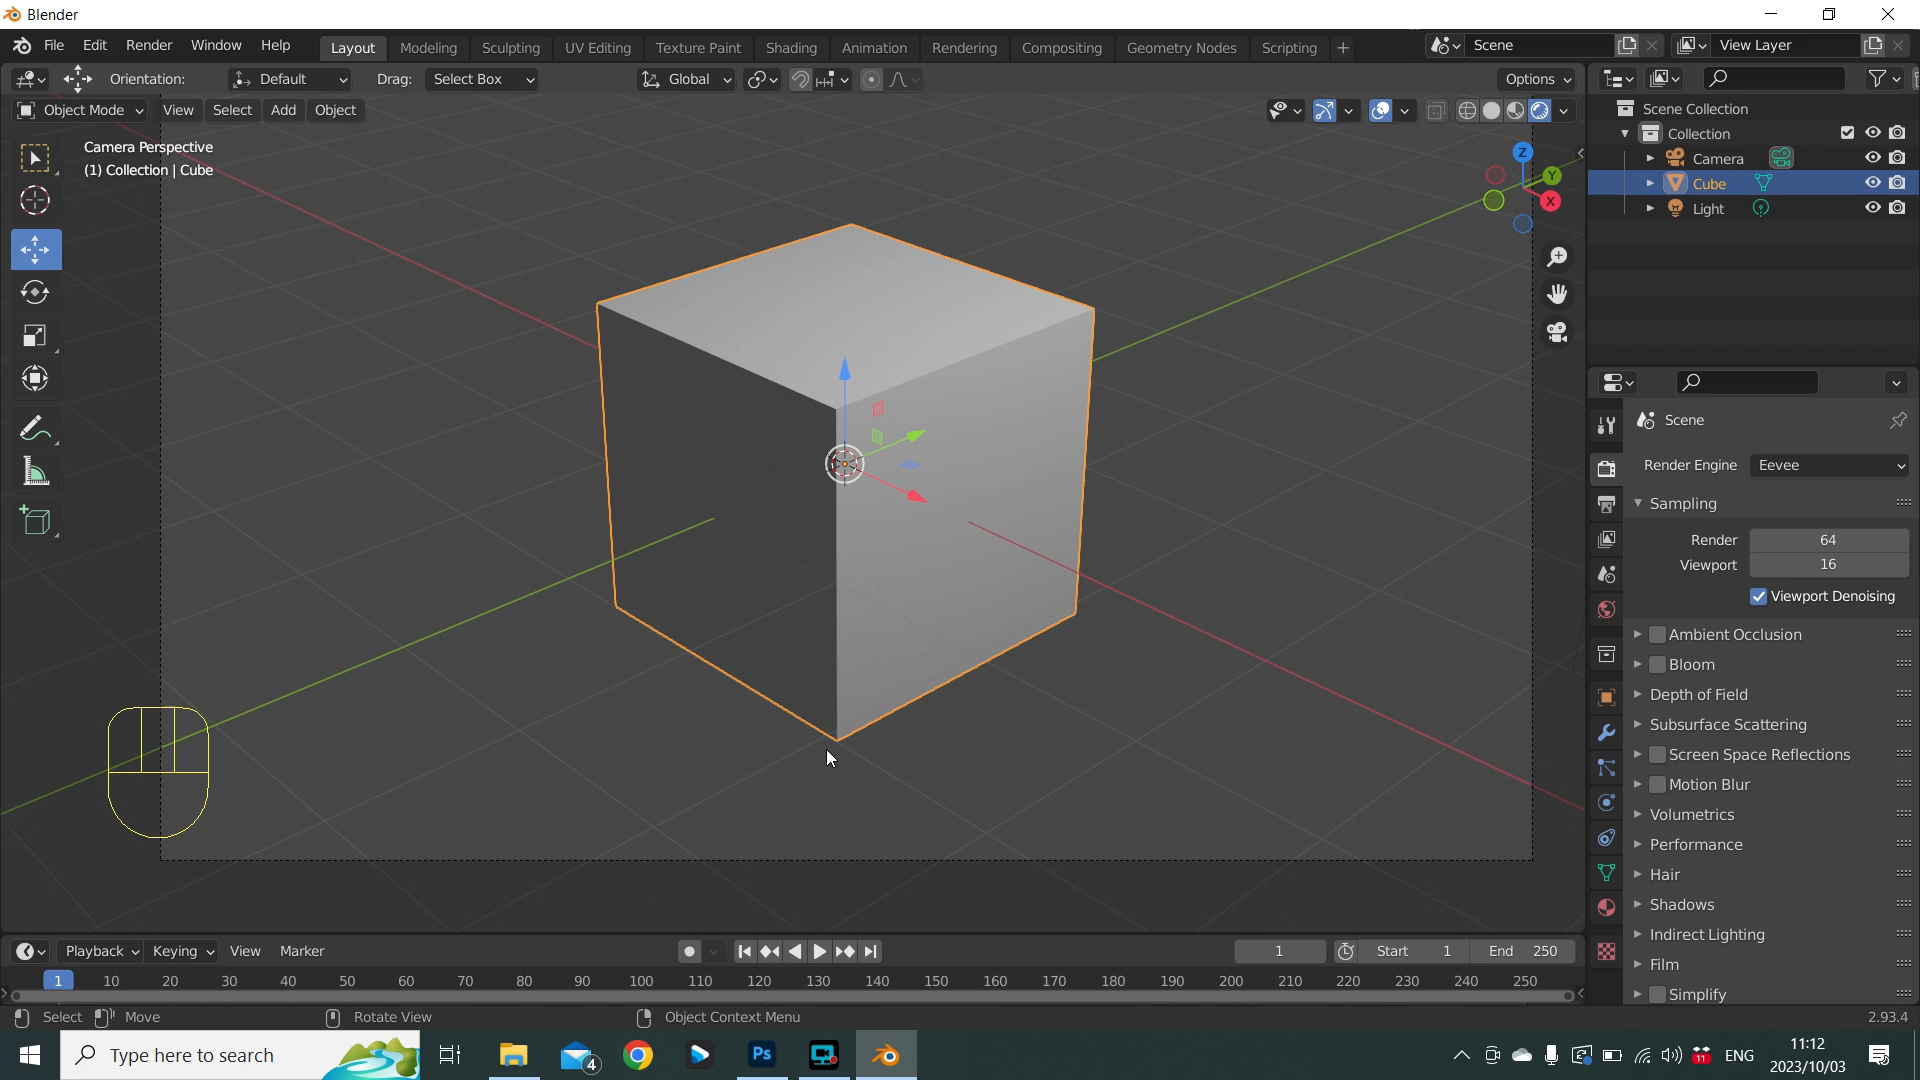 Blender
File Edit Render Window Help Layout Modeling Sculpting UV Editing Texture Paint Shading Animation Rendering Compositing Geometry Nodes Scripting + Scene View Layer
Orientation: Default Drag: Select Box Global Options
Object Mode View Select Add Object
Camera Perspective
(1) Collection | Cube
Z
Y
X
Scene Collection
Collection
Camera
Cube
Light
Scene
Render Engine Eevee
Sampling
Render 64
Viewport 16
Viewport Denoising
Ambient Occlusion
Bloom
Depth of Field
Subsurface Scattering
Screen Space Reflections
Motion Blur
Volumetrics
Performance
Hair
Shadows
Indirect Lighting
Film
Simplify
Playback Keying View Marker 1 Start 1 End 250
1 10 20 30 40 50 60 70 80 90 100 110 120 130 140 150 160 170 180 190 200 210 220 230 240 250
Select Move Rotate View Object Context Menu 2.93.4
Type here to search 4 Ps 11 ENG 11:12
2023/10/03